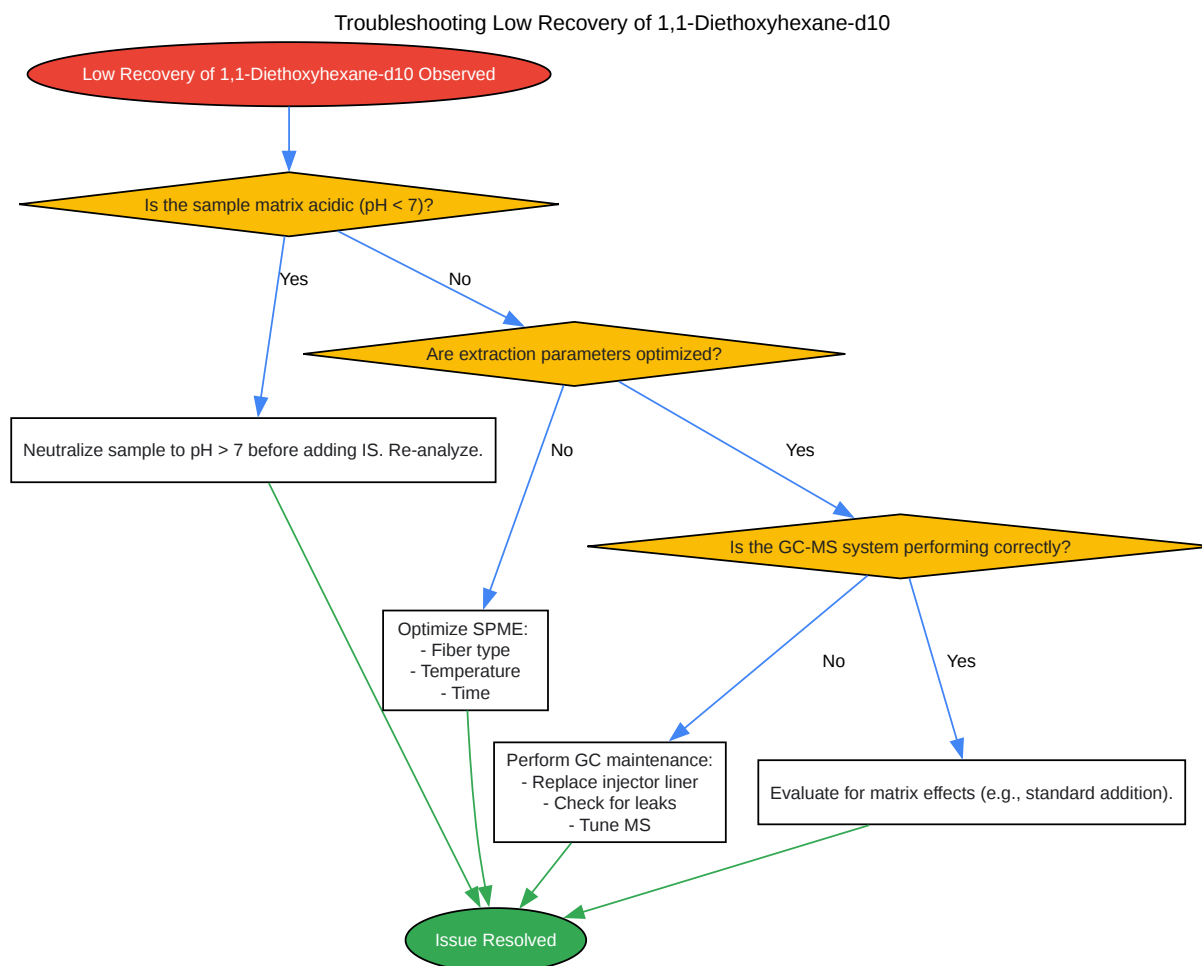 Troubleshooting Low Recovery of 1,1-Diethoxyhexane-d10
Low Recovery of 1,1-Diethoxyhexane-d10 Observed
Is the sample matrix acidic (pH < 7)?
Yes
No
Are extraction parameters optimized?
Neutralize sample to pH > 7 before adding IS. Re-analyze.
No
Yes
Is the GC-MS system performing correctly?
Optimize SPME:
- Fiber type
- Temperature
- Time
No
Yes
Perform GC maintenance:
- Replace injector liner
- Check for leaks
- Tune MS
Evaluate for matrix effects (e.g., standard addition).
Issue Resolved